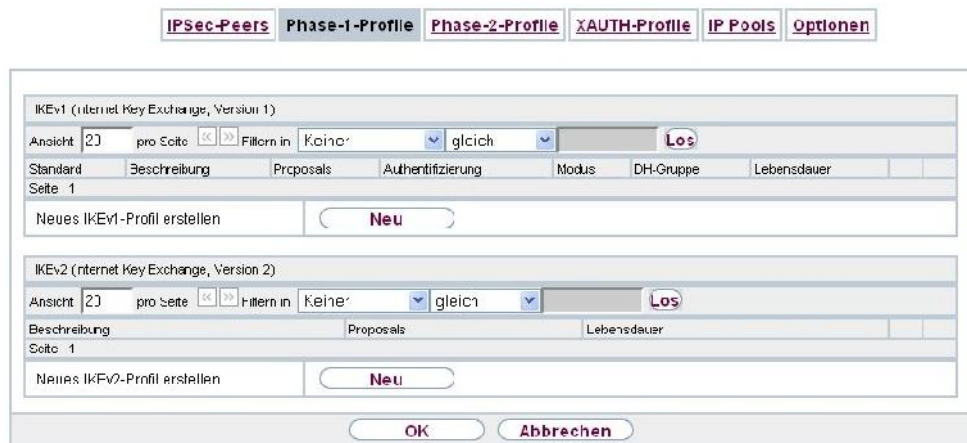 IPSec-Peers Phase-1-Profile Phase-2-Profile XAUTH-Profile IP Pools Optionen
IKEv1 (Internet Key Exchange, Version 1)
Ansicht 20 pro Seite << >> Filtern in Keiner gleich Los
Standard Beschreibung Proposals Authentifizierung Modus DH-Gruppe Lebensdauer
Seite 1
Neues IKEv1-Profil erstellen Neu
IKEv2 (Internet Key Exchange, Version 2)
Ansicht 20 pro Seite << >> Filtern in Keiner gleich Los
Beschreibung Proposals Lebensdauer
Seite 1
Neues IKEv2-Profil erstellen Neu
OK Abbrechen